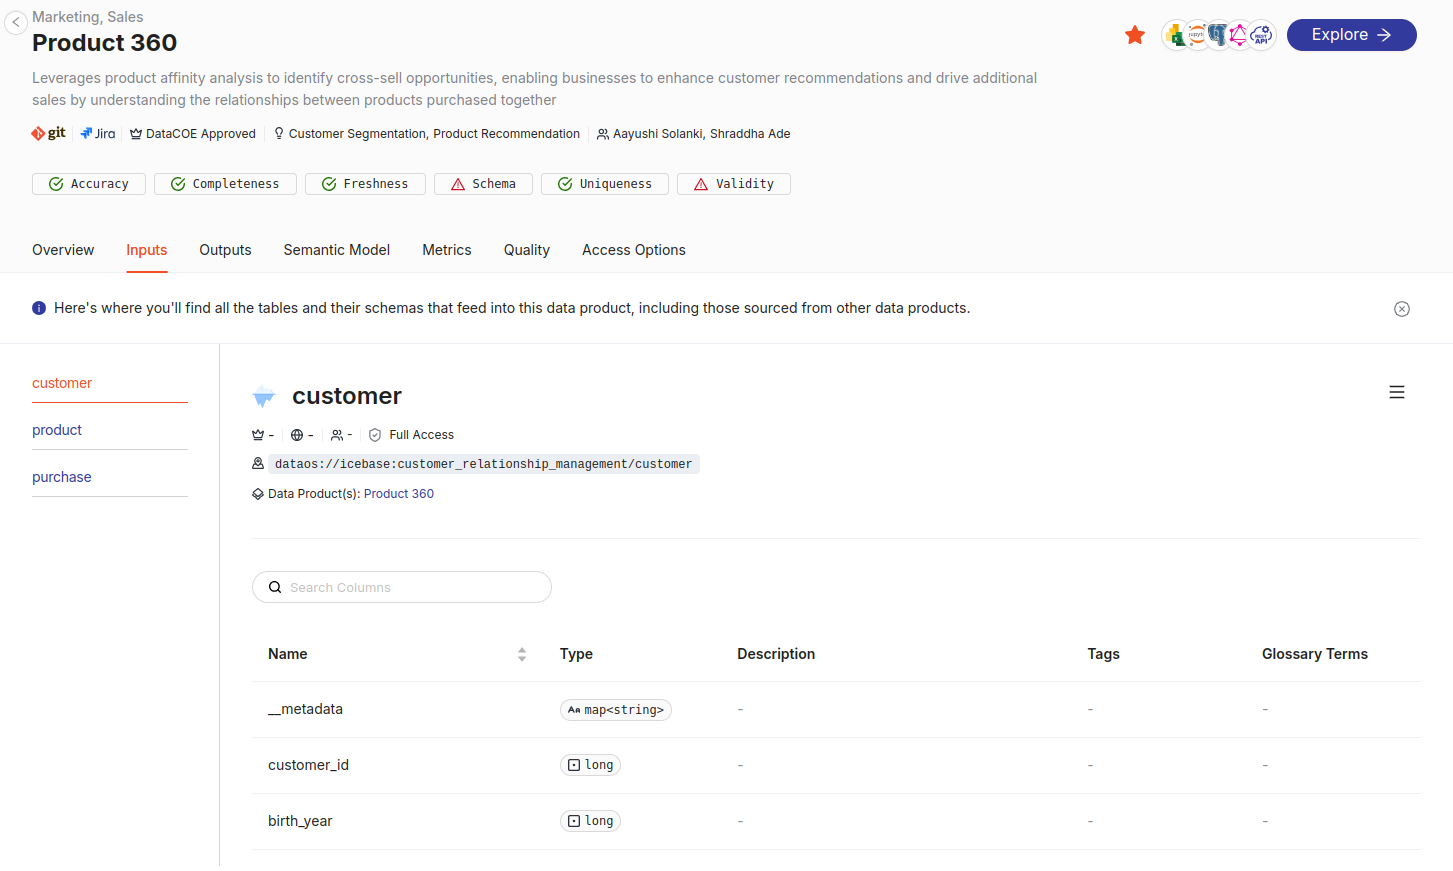 Marketing, Sales
Product 360
Explore
Leverages product affinity analysis to identify cross-sell opportunities, enabling businesses to enhance customer recommendations and drive additional
sales by understanding the relationships between products purchased together
git Jira DataCOE Approved Customer Segmentation, Product Recommendation Aayushi Solanki, Shraddha Ade
Accuracy Completeness Freshness Schema Uniqueness Validity
Overview Inputs Outputs Semantic Model Metrics Quality Access Options
Here's where you'll find all the tables and their schemas that feed into this data product, including those sourced from other data products.
customer
product
purchase
customer
- - - Full Access
dataos://icebase:customer_relationship_management/customer
Data Product(s): Product 360
Search Columns
Name Type Description Tags Glossary Terms
__metadata Aa map<string> - - -
customer_id long - - -
birth_year long - - -